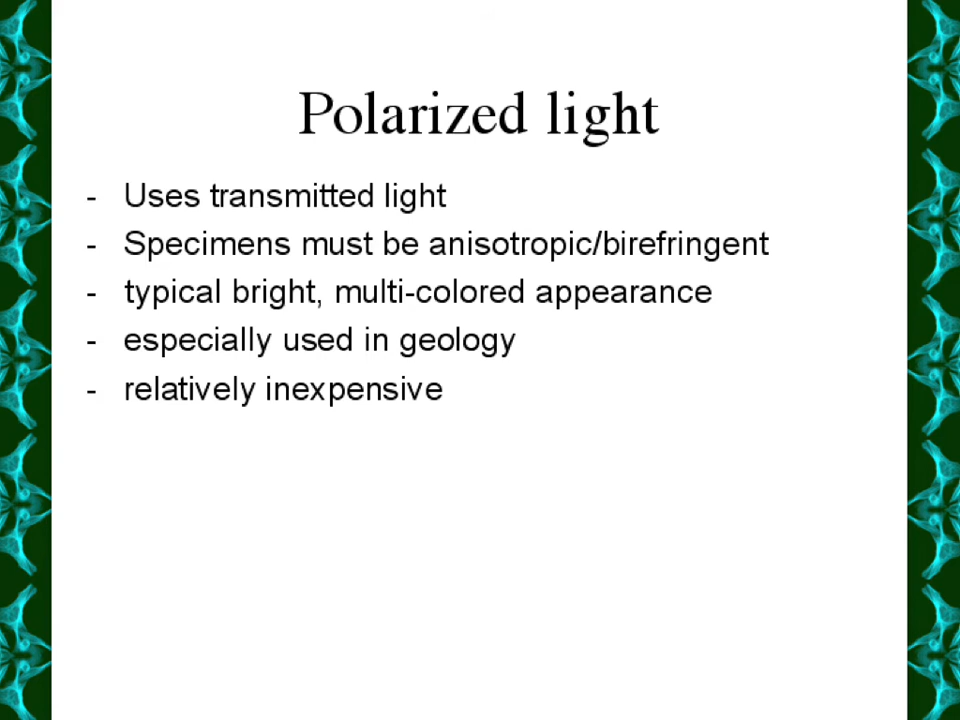 Polarized light
- Uses transmitted light
- Specimens must be anisotropic/birefringent
- typical bright, multi-colored appearance
- especially used in geology
- relatively inexpensive